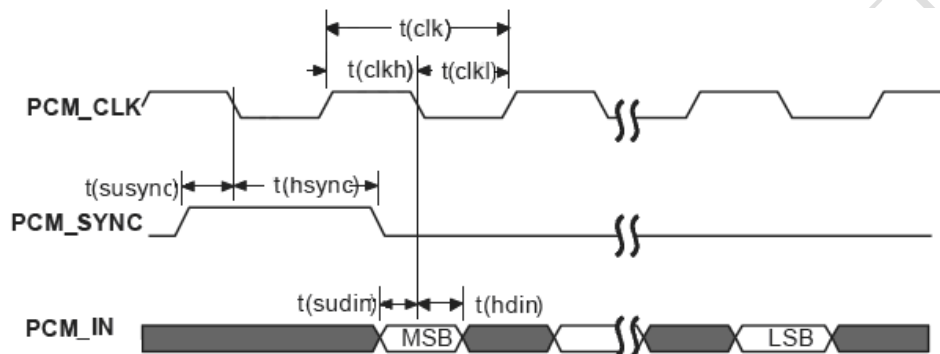 t(clk)
t(clkh) t(clkl)
PCM_CLK
t(susync) t(hsync)
PCM_SYNC
t(sudin) t(hdin)
PCM_IN MSB LSB